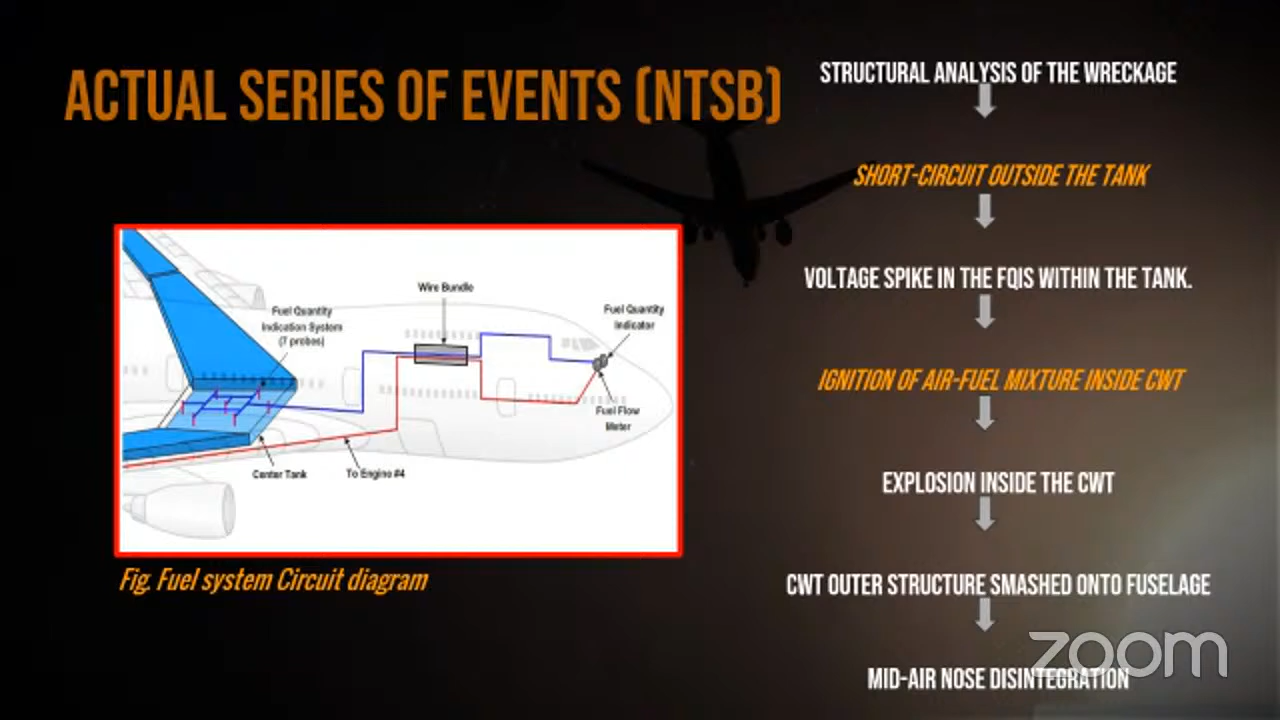 ACTUAL SERIES OF EVENTS (NTSB)
STRUCTURAL ANALYSIS OF THE WRECKAGE
SHORT-CIRCUIT OUTSIDE THE TANK
VOLTAGE SPIKE IN THE FQIS WITHIN THE TANK.
IGNITION OF AIR-FUEL MIXTURE INSIDE CWT
EXPLOSION INSIDE THE CWT
CWT OUTER STRUCTURE SMASHED ONTO FUSELAGE
MID-AIR NOSE DISINTEGRATION
Wire Bundle
Fuel Quantity
Indication System
(7 probes)
Fuel Quantity
Indicator
Fuel Flow
Meter
Center Tank
To Engine #4
Fig. Fuel system Circuit diagram
zoom